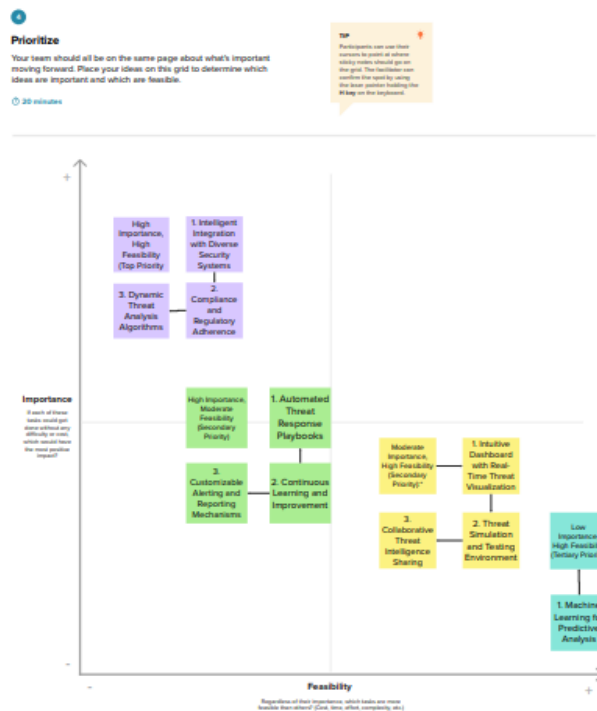 4
Prioritize
Your team should all be on the same page about what's important
moving forward. Place your ideas on this grid to determine which
ideas are important and which are feasible.
20 minutes
TIP
Participants can use their
cursors to point at where
sticky notes should go on
the grid. The facilitator can
confirm the spot by using
the laser pointer holding the
H key on the keyboard.
+
High
Importance,
High
Feasibility
(Top Priority
1. Intelligent
Integration
with Diverse
Security
Systems
3. Dynamic
Threat
Analysis
Algorithms
2.
Compliance
and
Regulatory
Adherence
Importance
If each of these
tasks could get
done without any
difficulty or cost,
which would have
the most positive
impact?
High Importance,
Moderate
Feasibility
(Secondary
Priority)
1. Automated
Threat
Response
Playbooks
3.
Customizable
Alerting and
Reporting
Mechanisms
2. Continuous
Learning and
Improvement
Moderate
Importance,
High Feasibility
(Secondary
Priority):*
1. Intuitive
Dashboard
with Real-
Time Threat
Visualization
3.
Collaborative
Threat
Intelligence
Sharing
2. Threat
Simulation
and Testing
Environment
Low
Importance
High Feasibil
(Tertiary Prior
1. Machin
Learning f
Predictive
Analysis
-
-
Feasibility
+
Regardless of their importance, which tasks are more
feasible than others? (Cost, time, effort, complexity, etc.)